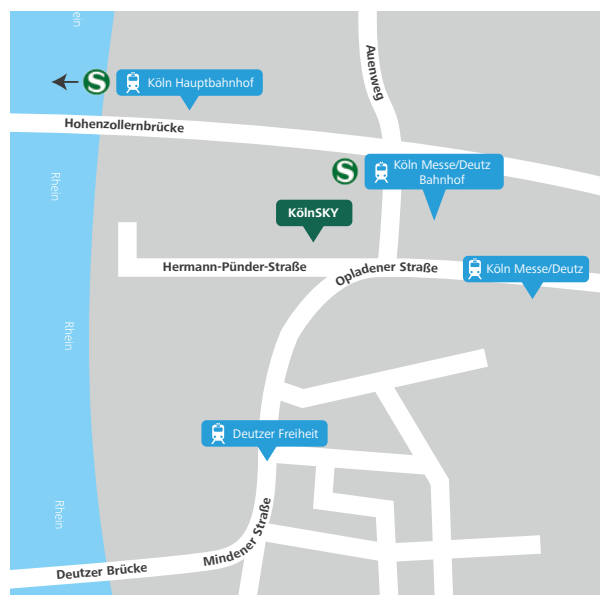 Rhein
Auenweg
S
Köln Hauptbahnhof
Hohenzollernbrücke
S
Köln Messe/Deutz
Bahnhof
Rhein
KölnSKY
Hermann-Pünder-Straße
Opladener Straße
Köln Messe/Deutz
Rhein
Deutzer Freiheit
Rhein
Mindener Straße
Deutzer Brücke